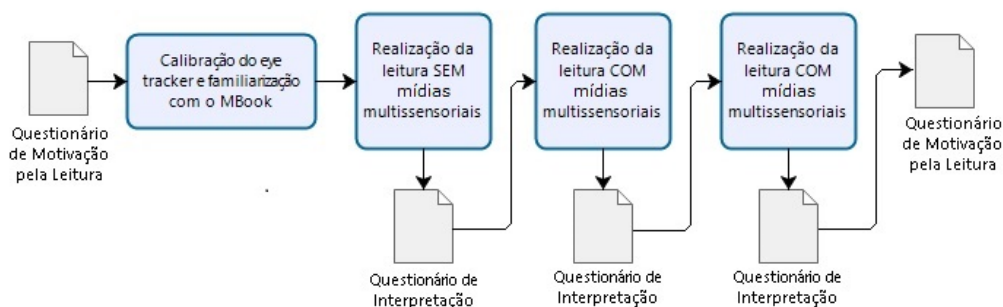 Questionário
de Motivação
pela Leitura
Calibração do eye
tracker e familiarização
com o MBook
Realização da
leitura SEM
mídias
multissensoriais
Questionário de
Interpretação
Realização da
leitura COM
mídias
multissensoriais
Questionário de
Interpretação
Realização da
leitura COM
mídias
multissensoriais
Questionário de
Interpretação
Questionário
de Motivação
pela Leitura